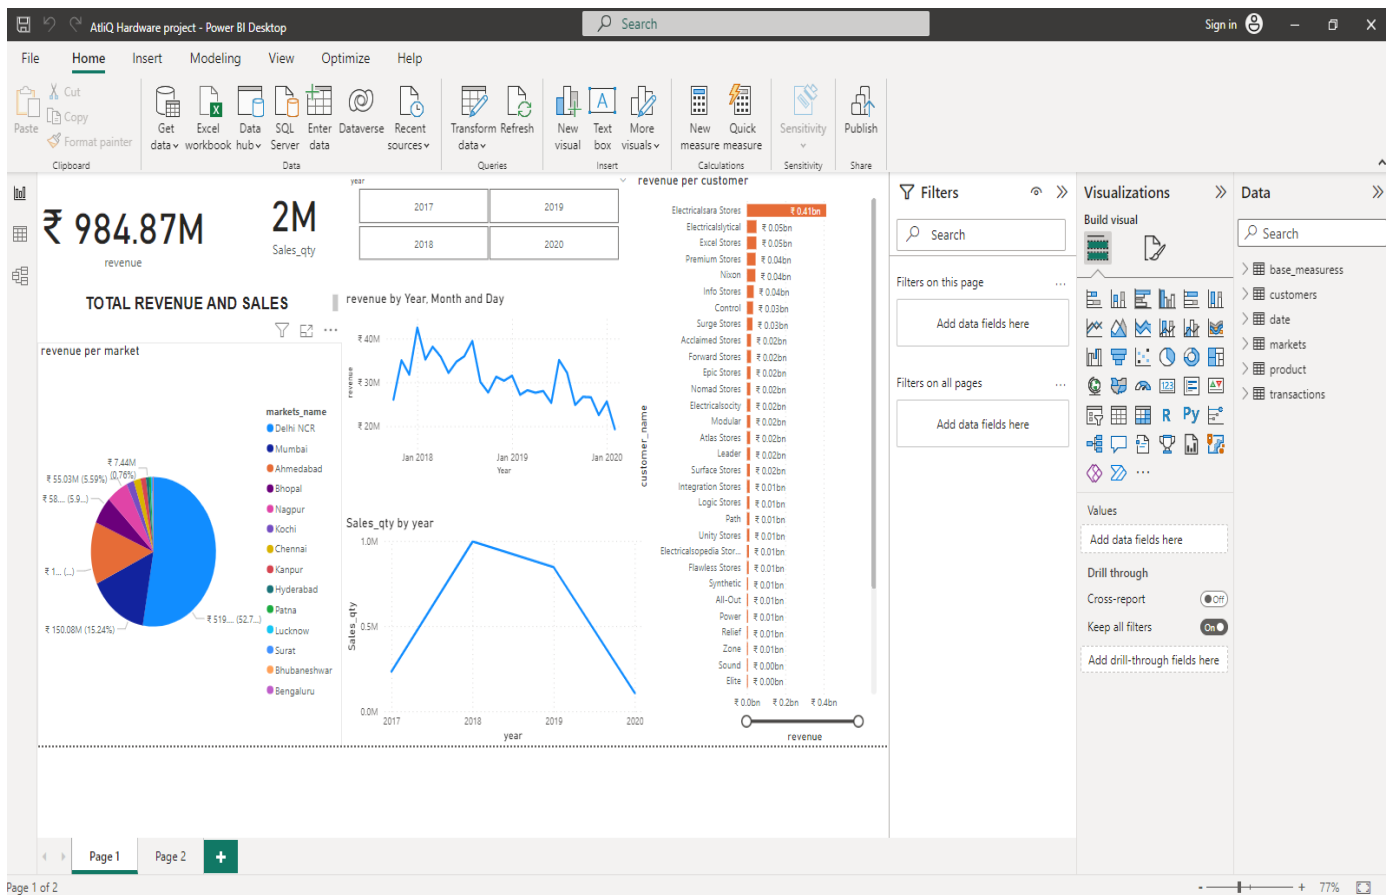 AtliQ Hardware project - Power BI Desktop
Search
Sign in
File Home Insert Modeling View Optimize Help
Paste
Cut
Copy
Format painter
Clipboard
Get data
Excel workbook
Data hub
SQL Server
Enter data
Dataverse
Recent sources
Data
Transform data
Refresh
Queries
New visual
Text box
More visuals
Insert
New measure
Quick measure
Calculations
Sensitivity
Sensitivity
Publish
Share
₹ 984.87M
revenue
2M
Sales_qty
TOTAL REVENUE AND SALES
year
2017 2019
2018 2020
revenue per market
₹ 7.44M
(0.76%)
₹ 55.03M (5.59%)
₹ 58.... (5.9...)
₹ 1... (...)
₹ 150.08M (15.24%)
₹ 519.... (52.7...)
markets_name
Delhi NCR
Mumbai
Ahmedabad
Bhopal
Nagpur
Kochi
Chennai
Kanpur
Hyderabad
Patna
Lucknow
Surat
Bhubaneshwar
Bengaluru
revenue by Year, Month and Day
revenue
₹ 40M
₹ 30M
₹ 20M
Jan 2018 Jan 2019 Jan 2020
Year
Sales_qty by year
Sales_qty
1.0M
0.5M
0.0M
2017 2018 2019 2020
year
revenue per customer
customer_name
Electricalsara Stores ₹ 0.41bn
Electricalslytical ₹ 0.05bn
Excel Stores ₹ 0.05bn
Premium Stores ₹ 0.04bn
Nixon ₹ 0.04bn
Info Stores ₹ 0.04bn
Control ₹ 0.03bn
Surge Stores ₹ 0.03bn
Acclaimed Stores ₹ 0.02bn
Forward Stores ₹ 0.02bn
Epic Stores ₹ 0.02bn
Nomad Stores ₹ 0.02bn
Electricalsocity ₹ 0.02bn
Modular ₹ 0.02bn
Atlas Stores ₹ 0.02bn
Leader ₹ 0.02bn
Surface Stores ₹ 0.02bn
Integration Stores ₹ 0.01bn
Logic Stores ₹ 0.01bn
Path ₹ 0.01bn
Unity Stores ₹ 0.01bn
Electricalsopedia Stor... ₹ 0.01bn
Flawless Stores ₹ 0.01bn
Synthetic ₹ 0.01bn
All-Out ₹ 0.01bn
Power ₹ 0.01bn
Relief ₹ 0.01bn
Zone ₹ 0.01bn
Sound ₹ 0.00bn
Elite ₹ 0.00bn
₹ 0.0bn ₹ 0.2bn ₹ 0.4bn
revenue
Filters
Search
Filters on this page ...
Add data fields here
Filters on all pages ...
Add data fields here
Visualizations
Build visual
123
R Py
...
Values
Add data fields here
Drill through
Cross-report Off
Keep all filters On
Add drill-through fields here
Data
Search
base_measuress
customers
date
markets
product
transactions
Page 1 Page 2 +
Page 1 of 2
- + 77%